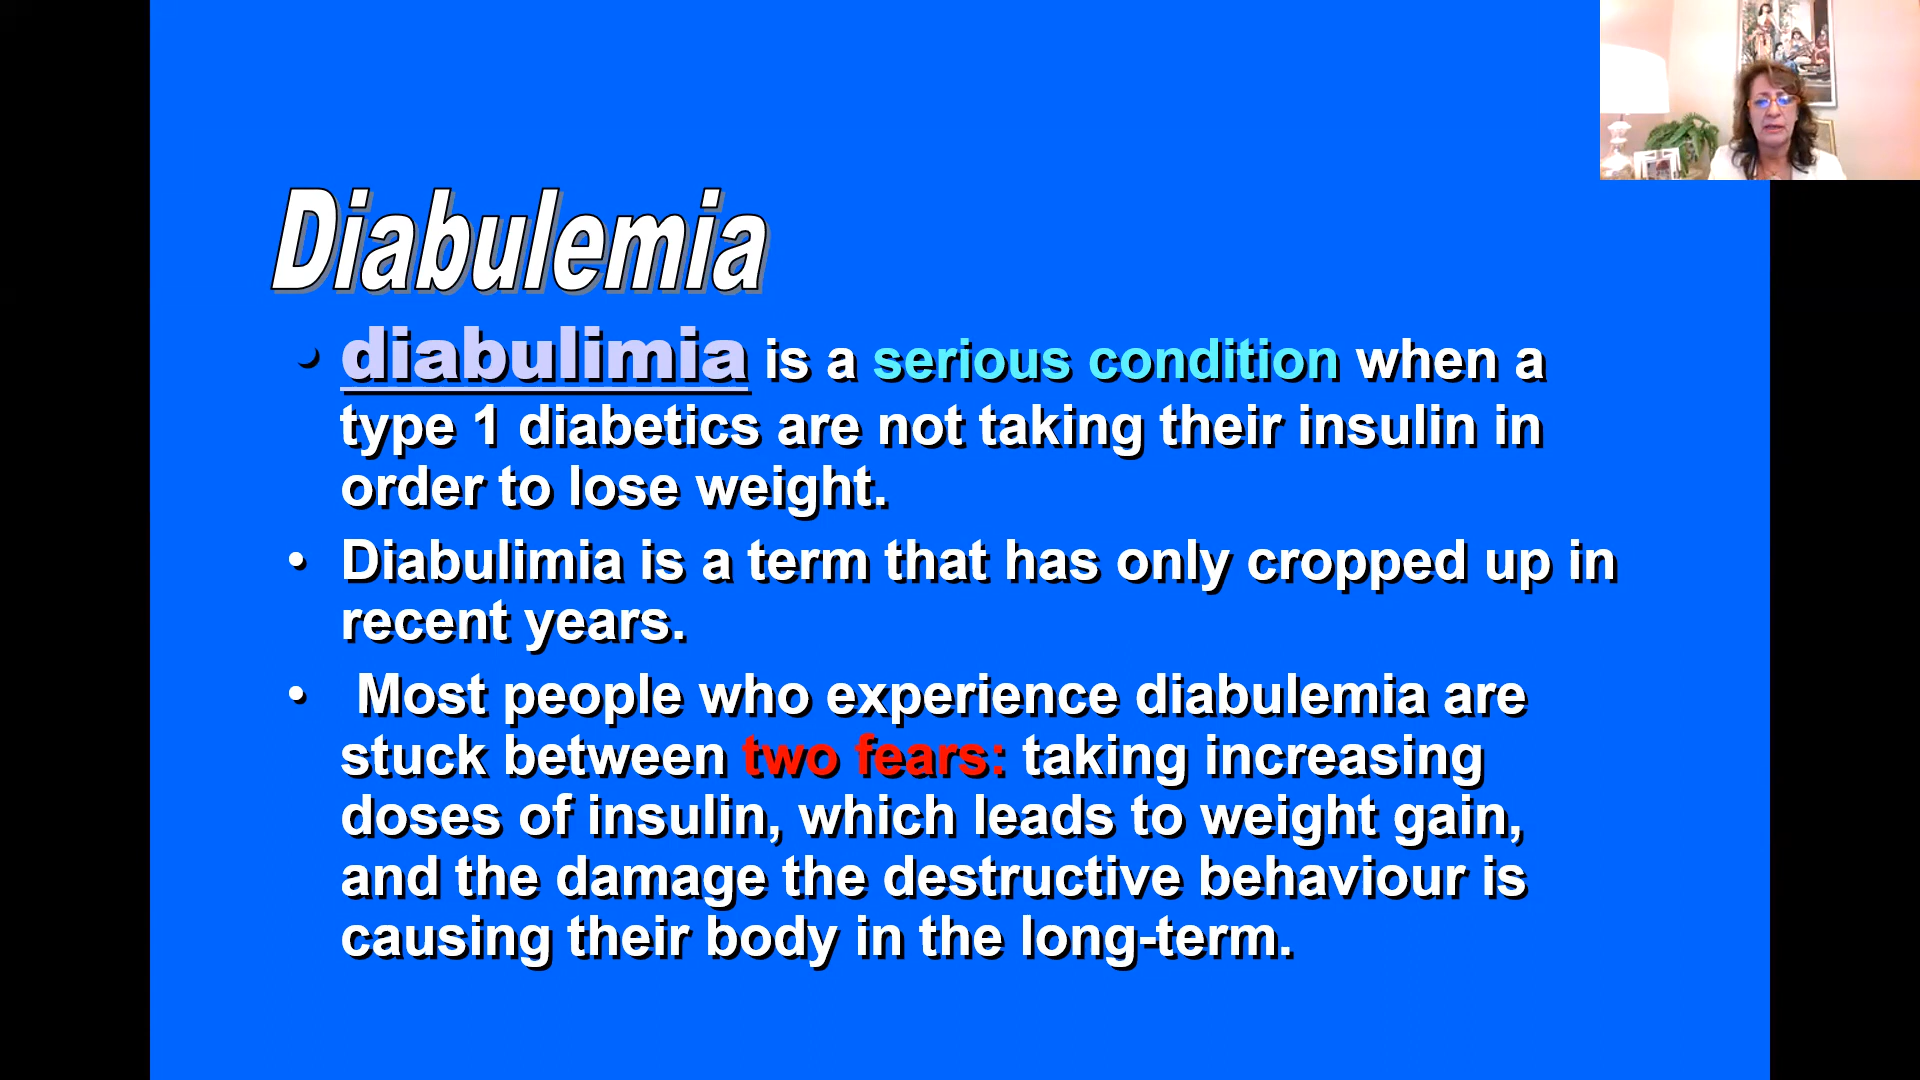 Diabulemia
• diabulimia is a serious condition when a
type 1 diabetics are not taking their insulin in
order to lose weight.
• Diabulimia is a term that has only cropped up in
recent years.
• Most people who experience diabulemia are
stuck between two fears: taking increasing
doses of insulin, which leads to weight gain,
and the damage the destructive behaviour is
causing their body in the long-term.